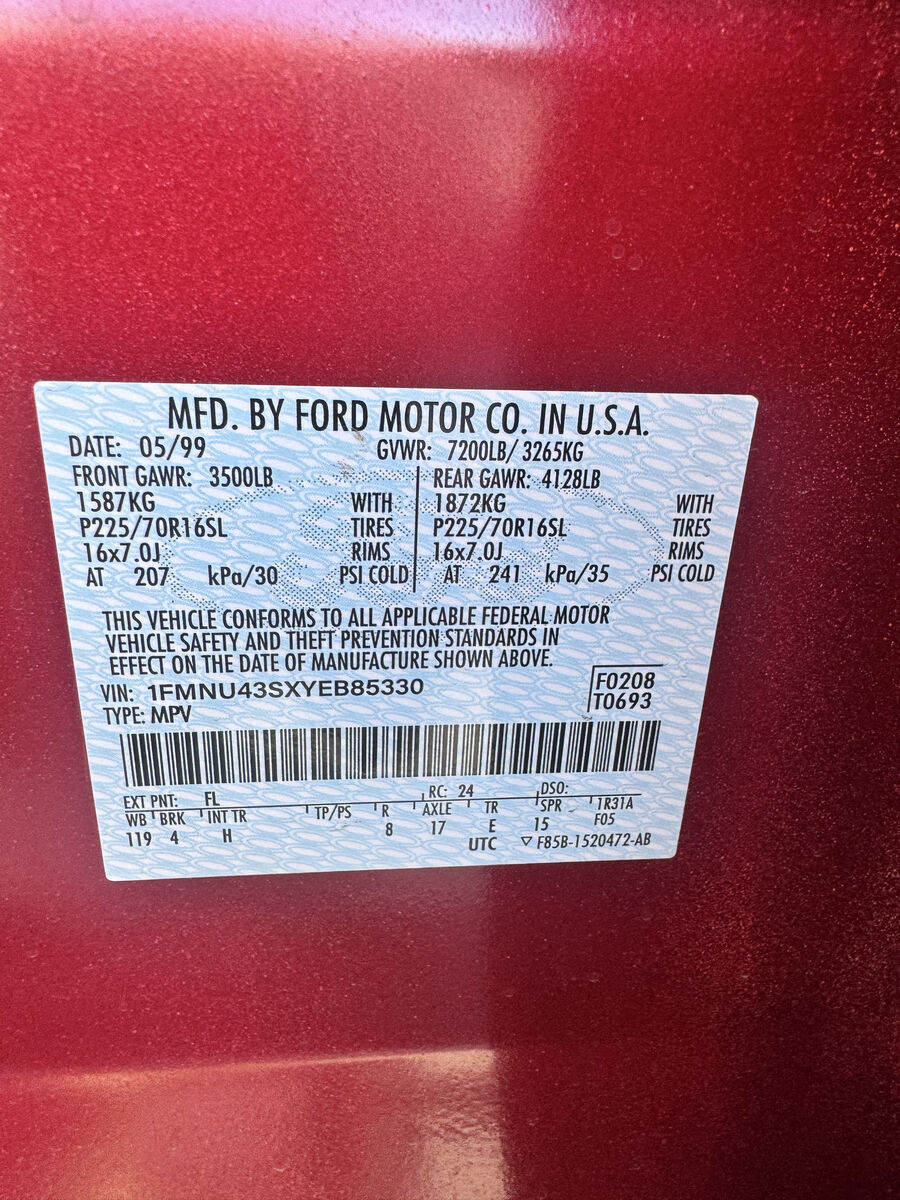 MFD. BY FORD MOTOR CO. IN U.S.A.
DATE: 05/99 GVWR: 7200LB/ 3265KG
FRONT GAWR: 3500LB REAR GAWR: 4128LB
1587KG WITH 1872KG WITH
P225/70R16SL TIRES P225/70R16SL TIRES
16x7.0J RIMS 16x7.0J RIMS
AT 207 kPa/30 PSI COLD AT 241 kPa/35 PSI COLD
THIS VEHICLE CONFORMS TO ALL APPLICABLE FEDERAL MOTOR
VEHICLE SAFETY AND THEFT PREVENTION STANDARDS IN
EFFECT ON THE DATE OF MANUFACTURE SHOWN ABOVE.
VIN: 1FMNU43SXYEB85330 F0208
TYPE: MPV T0693
EXT PNT: FL RC: 24 DSO:
WB BRK INT TR TP/PS R AXLE TR SPR 1R31A
119 4 H 8 17 E 15 F05
UTC ▽ F85B-1520472-AB